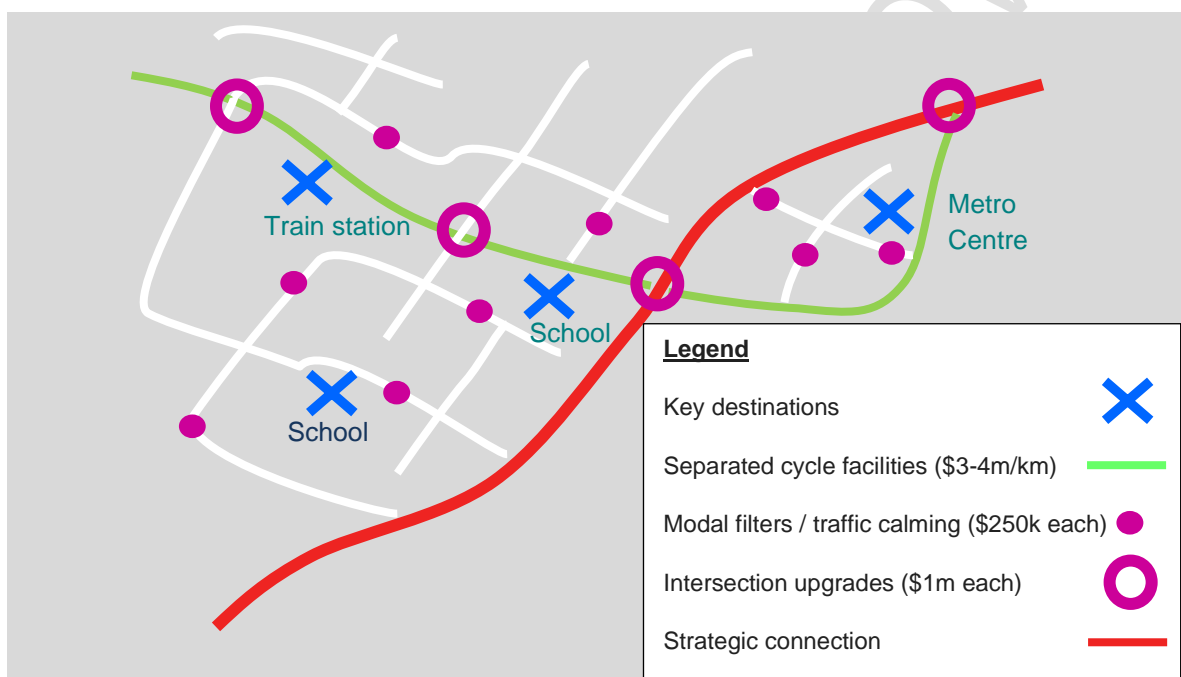 Train station
Metro
Centre
School
School
Legend
Key destinations
Separated cycle facilities ($3-4m/km)
Modal filters / traffic calming ($250k each)
Intersection upgrades ($1m each)
Strategic connection